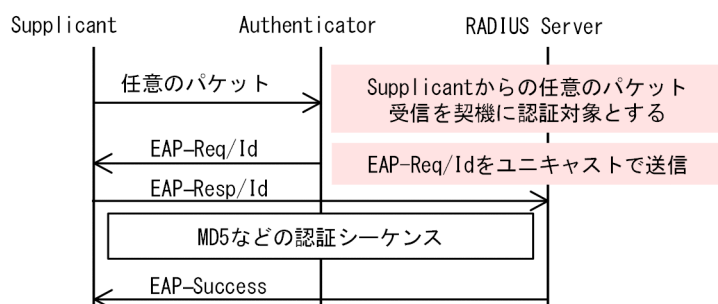 Supplicant Authenticator RADIUS Server
任意のパケット
Supplicantからの任意のパケット
受信を契機に認証対象とする
EAP-Req/Id
EAP-Req/Idをユニキャストで送信
EAP-Resp/Id
MD5などの認証シーケンス
EAP-Success